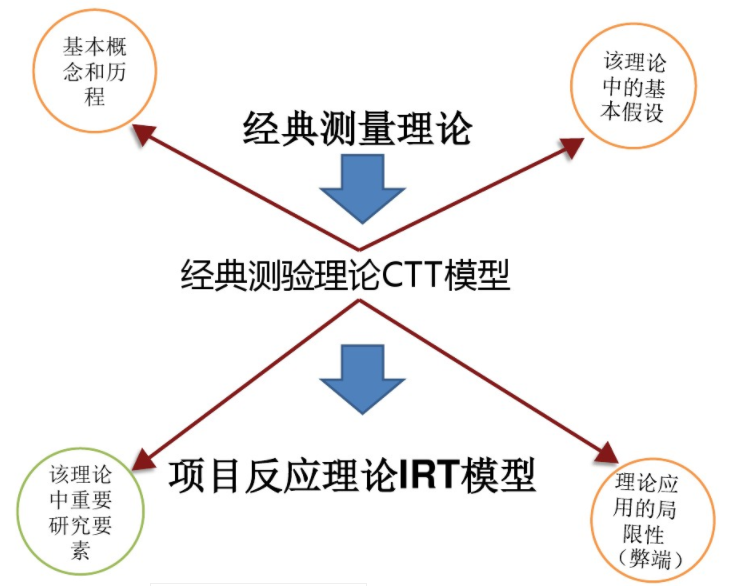 基本概
念和历
程
该理论
中的基
本假设
经典测量理论
经典测验理论CTT模型
项目反应理论IRT模型
该理论
中重要
研究要
素
理论应
用的局
限性
（弊端）